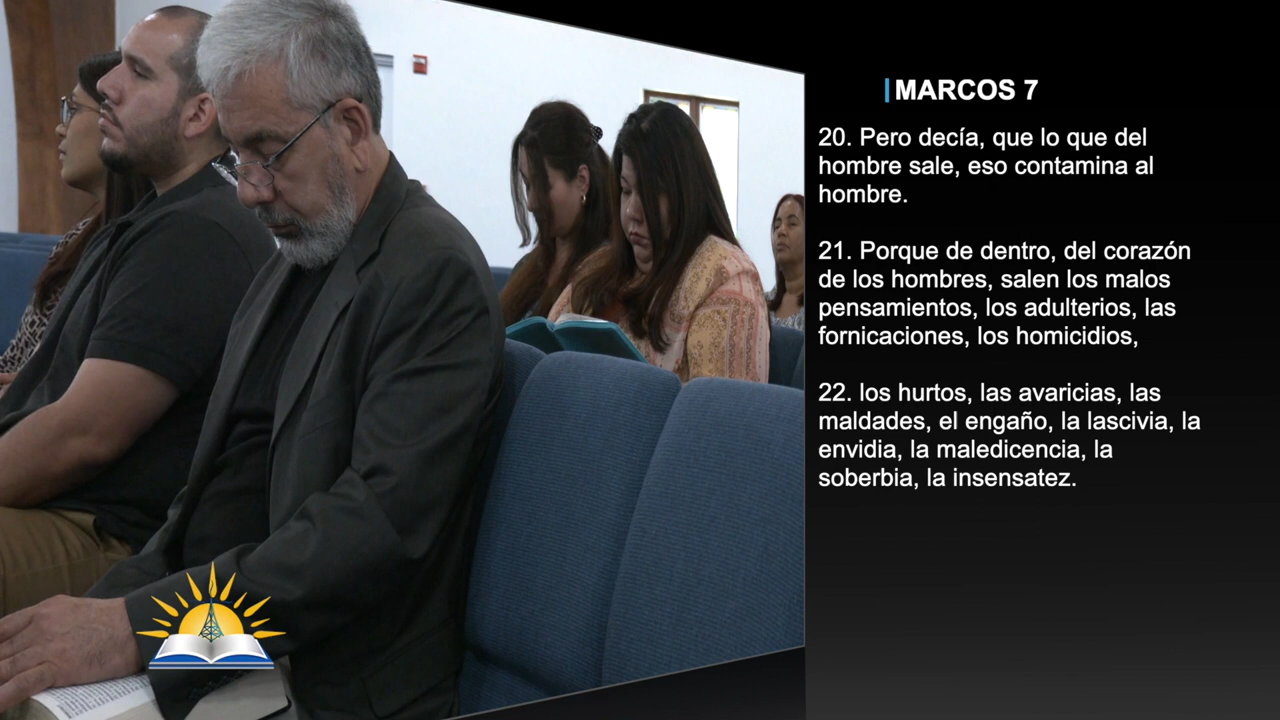 MARCOS 7
20. Pero decía, que lo que del
hombre sale, eso contamina al
hombre.
21. Porque de dentro, del corazón
de los hombres, salen los malos
pensamientos, los adulterios, las
fornicaciones, los homicidios,
22. los hurtos, las avaricias, las
maldades, el engaño, la lascivia, la
envidia, la maledicencia, la
soberbia, la insensatez.